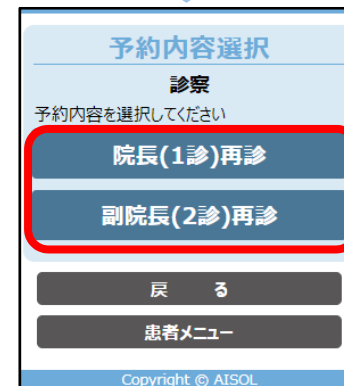 予約内容選択
診察
予約内容を選択してください
院長(1診)再診
副院長(2診)再診
戻　る
患者メニュー
Copyright © AISOL